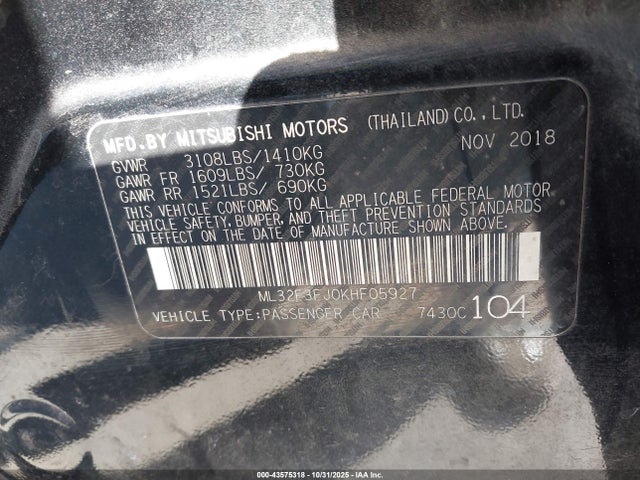 MFD.BY MITSUBISHI MOTORS (THAILAND) CO., LTD.
GVWR 3108LBS/1410KG NOV 2018
GAWR FR 1609LBS/ 730KG
GAWR RR 1521LBS/ 690KG
THIS VEHICLE CONFORMS TO ALL APPLICABLE FEDERAL MOTOR
VEHICLE SAFETY, BUMPER, AND THEFT PREVENTION STANDARDS
IN EFFECT ON THE DATE OF MANUFACTURE SHOWN ABOVE.
ML32F3FJ0KHF05927
VEHICLE TYPE:PASSENGER CAR 7430C 104
000-43575318 - 10/31/2025 - IAA Inc.